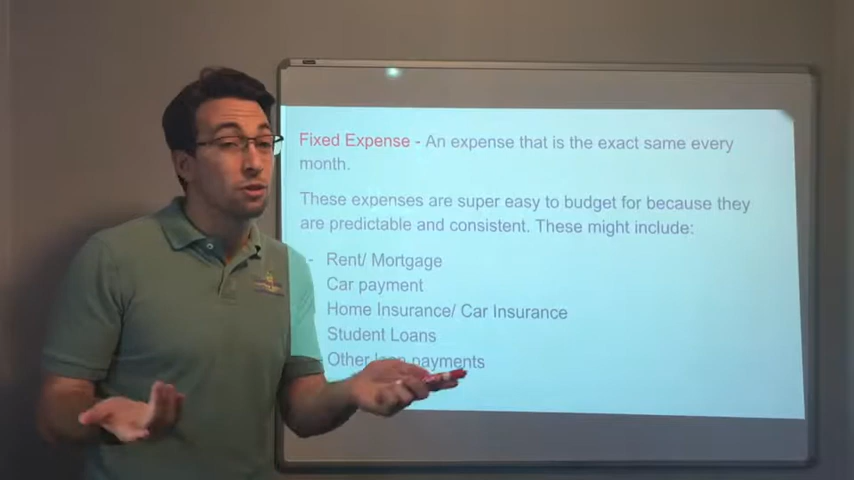 Fixed Expense - An expense that is the exact same every
month.
These expenses are super easy to budget for because they
are predictable and consistent. These might include:
- Rent/ Mortgage
Car payment
Home Insurance/ Car Insurance
Student Loans
Other loan payments